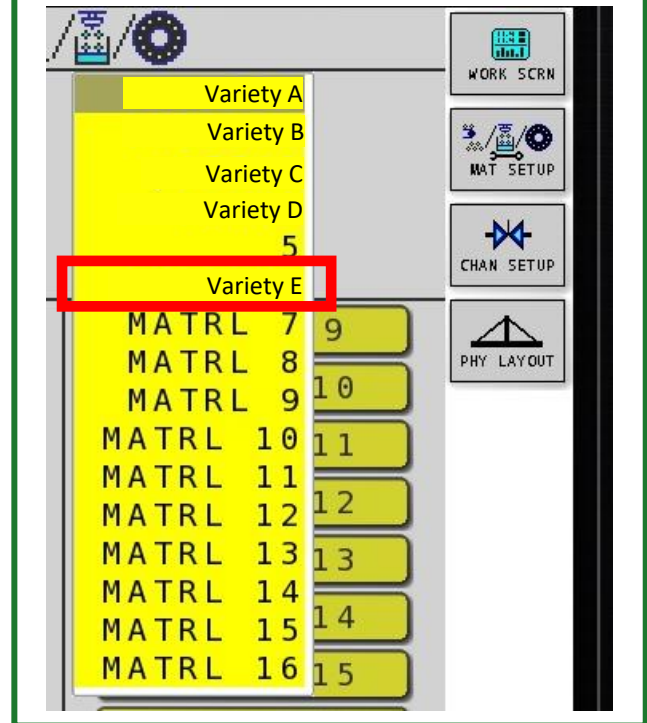 Variety A
Variety B
Variety C
Variety D
5
Variety E
MATRL 7
MATRL 8
MATRL 9
MATRL 10
MATRL 11
MATRL 12
MATRL 13
MATRL 14
MATRL 15
MATRL 16
9
10
11
12
13
14
15
WORK SCRN
MAT SETUP
CHAN SETUP
PHY LAYOUT